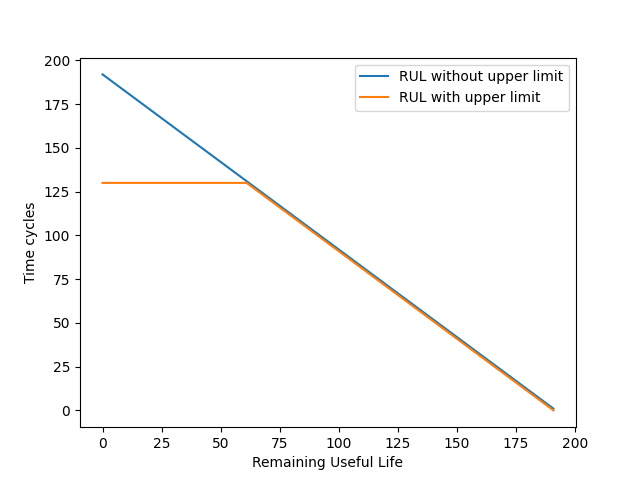 200
175
150
125
100
75
50
25
0
Time cycles
RUL without upper limit
RUL with upper limit
0 25 50 75 100 125 150 175 200
Remaining Useful Life